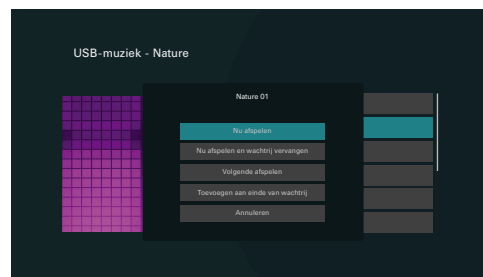 USB-muziek - Nature
Nature 01
Nu afspelen
Nu afspelen en wachtrij vervangen
Volgende afspelen
Toevoegen aan einde van wachtrij
Annuleren